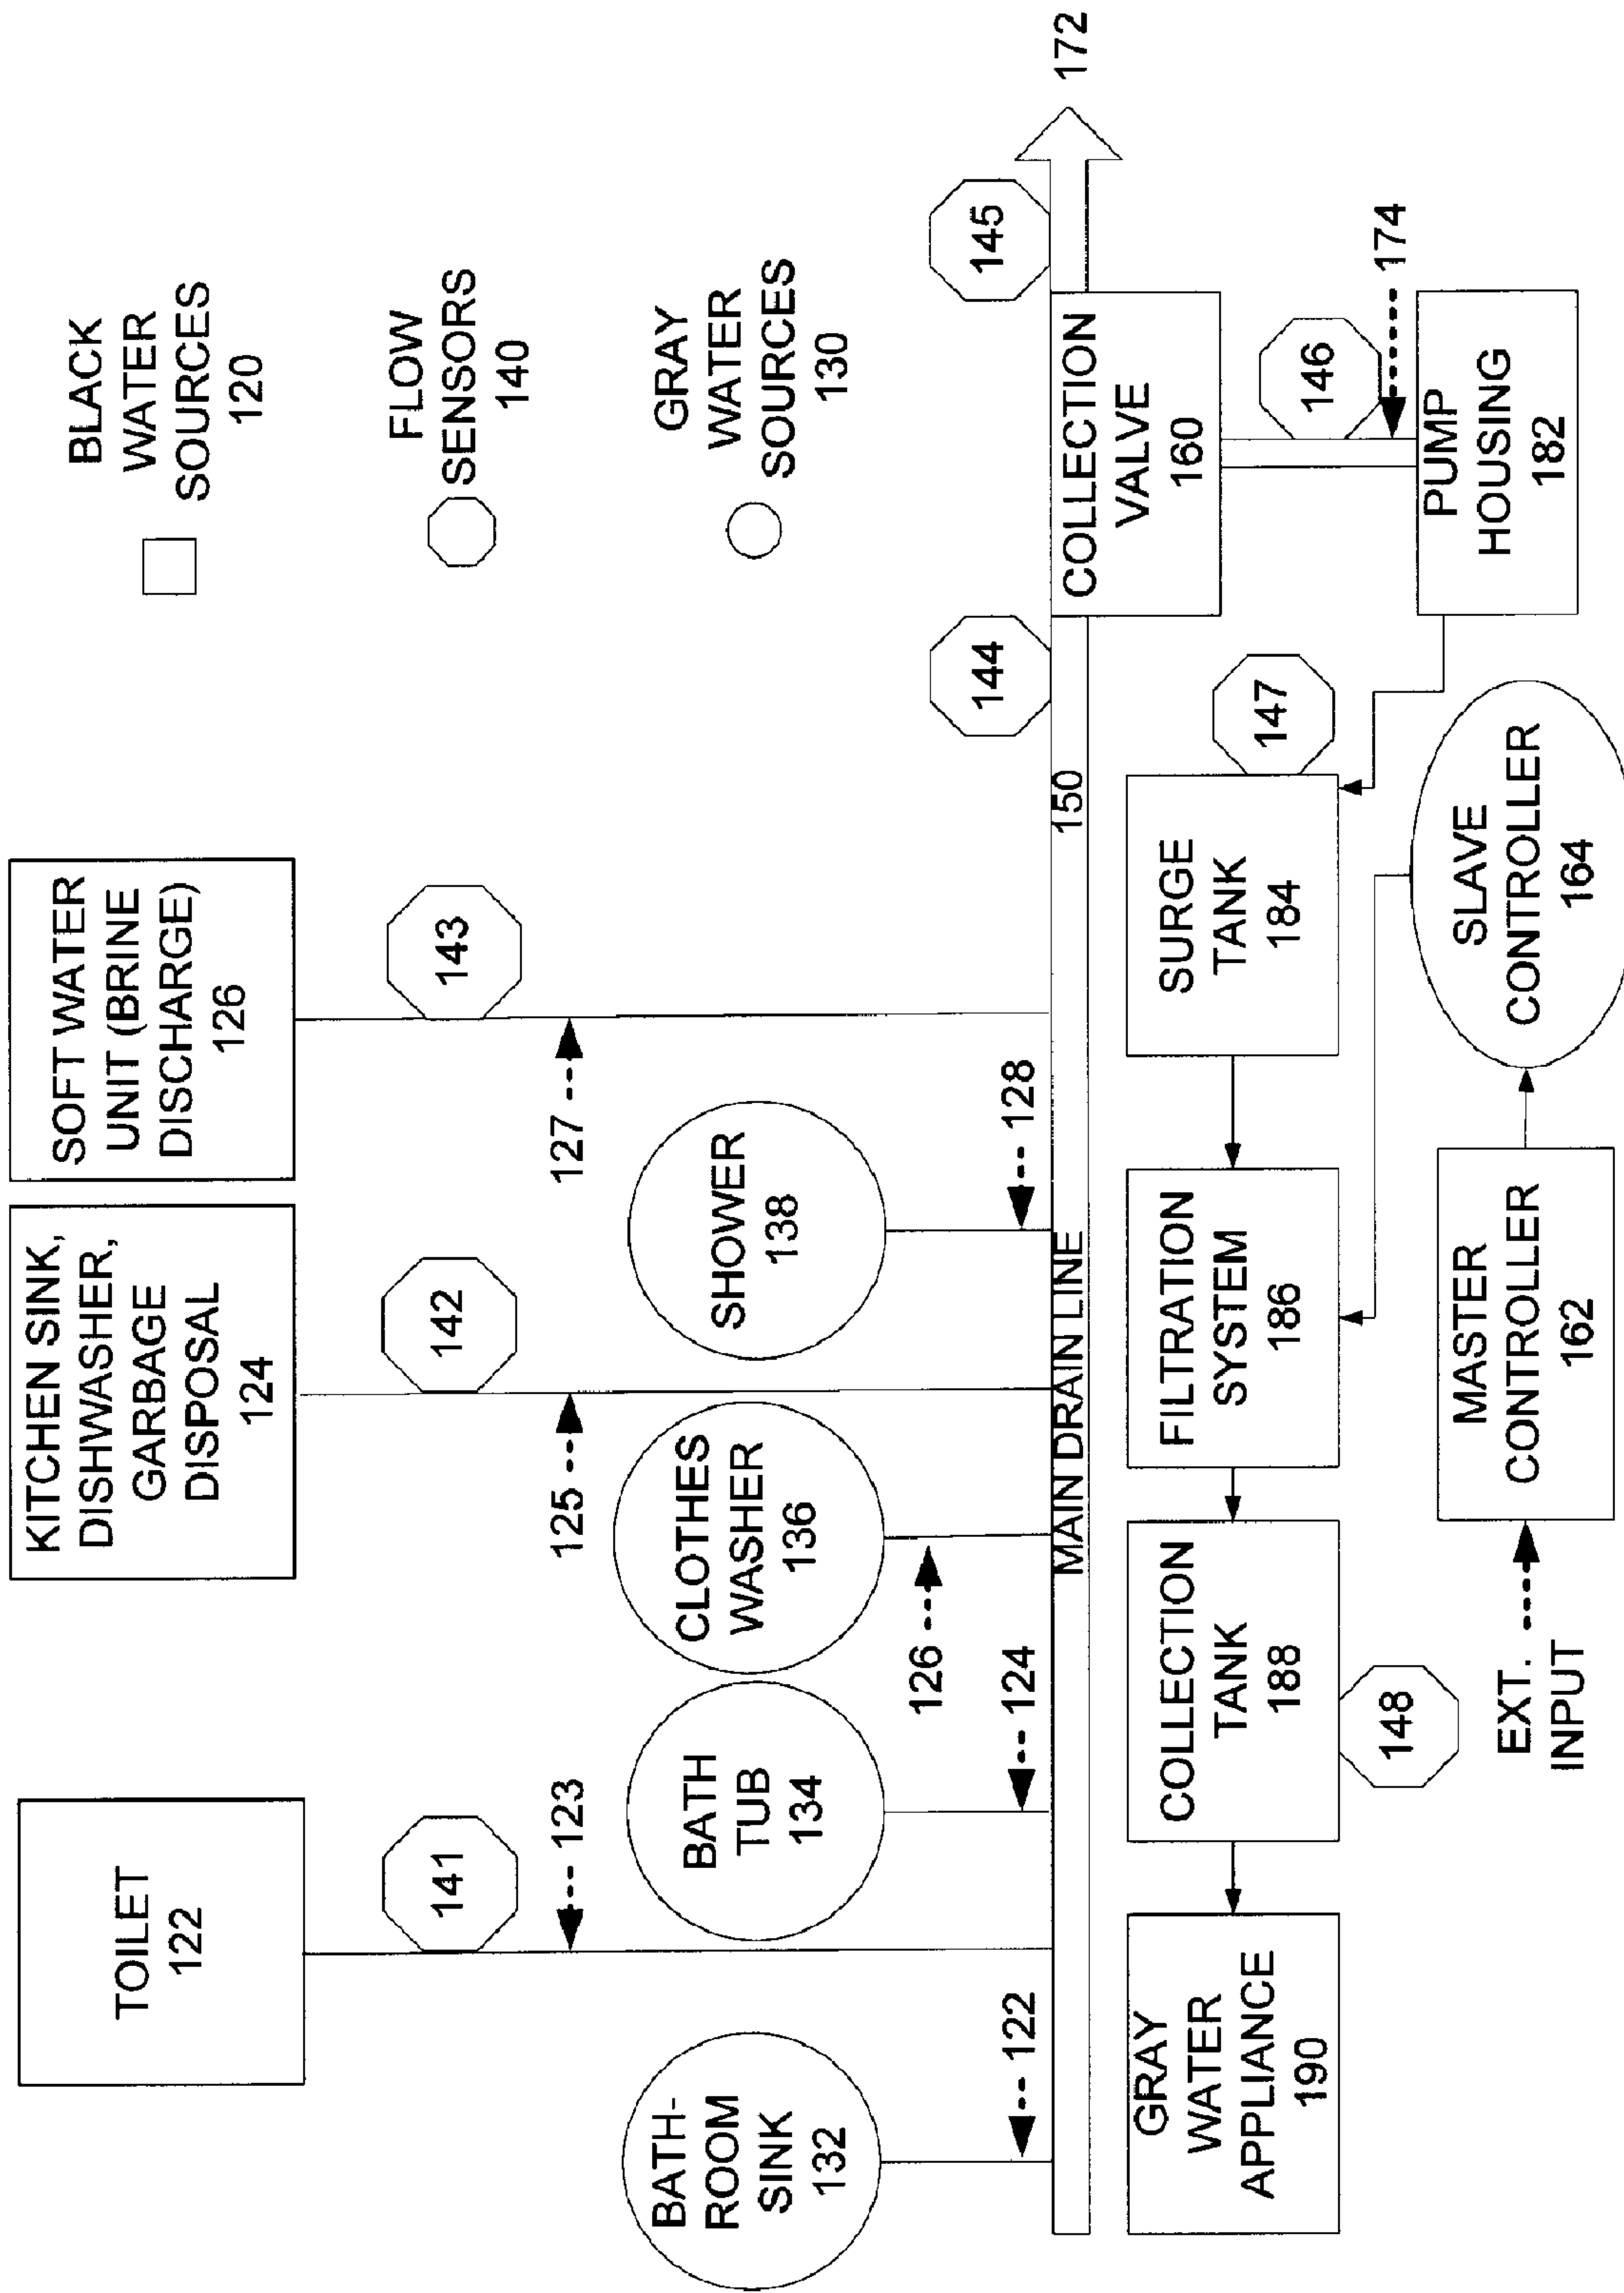 TOILET
122
KITCHEN SINK,
DISHWASHER,
GARBAGE
DISPOSAL
124
SOFT WATER
UNIT (BRINE
DISCHARGE)
126
BLACK
WATER
SOURCES
120
141
142
143
FLOW
SENSORS
140
123
125
127
BATH-
ROOM
SINK
132
BATH
TUB
134
CLOTHES
WASHER
136
SHOWER
138
GRAY
WATER
SOURCES
130
122
124
126
128
144
145
MAIN DRAIN LINE
150
172
COLLECTION
VALVE
160
GRAY
WATER
APPLIANCE
190
COLLECTION
TANK
188
FILTRATION
SYSTEM
186
SURGE
TANK
184
147
146
174
148
PUMP
HOUSING
182
EXT.
INPUT
MASTER
CONTROLLER
162
SLAVE
CONTROLLER
164